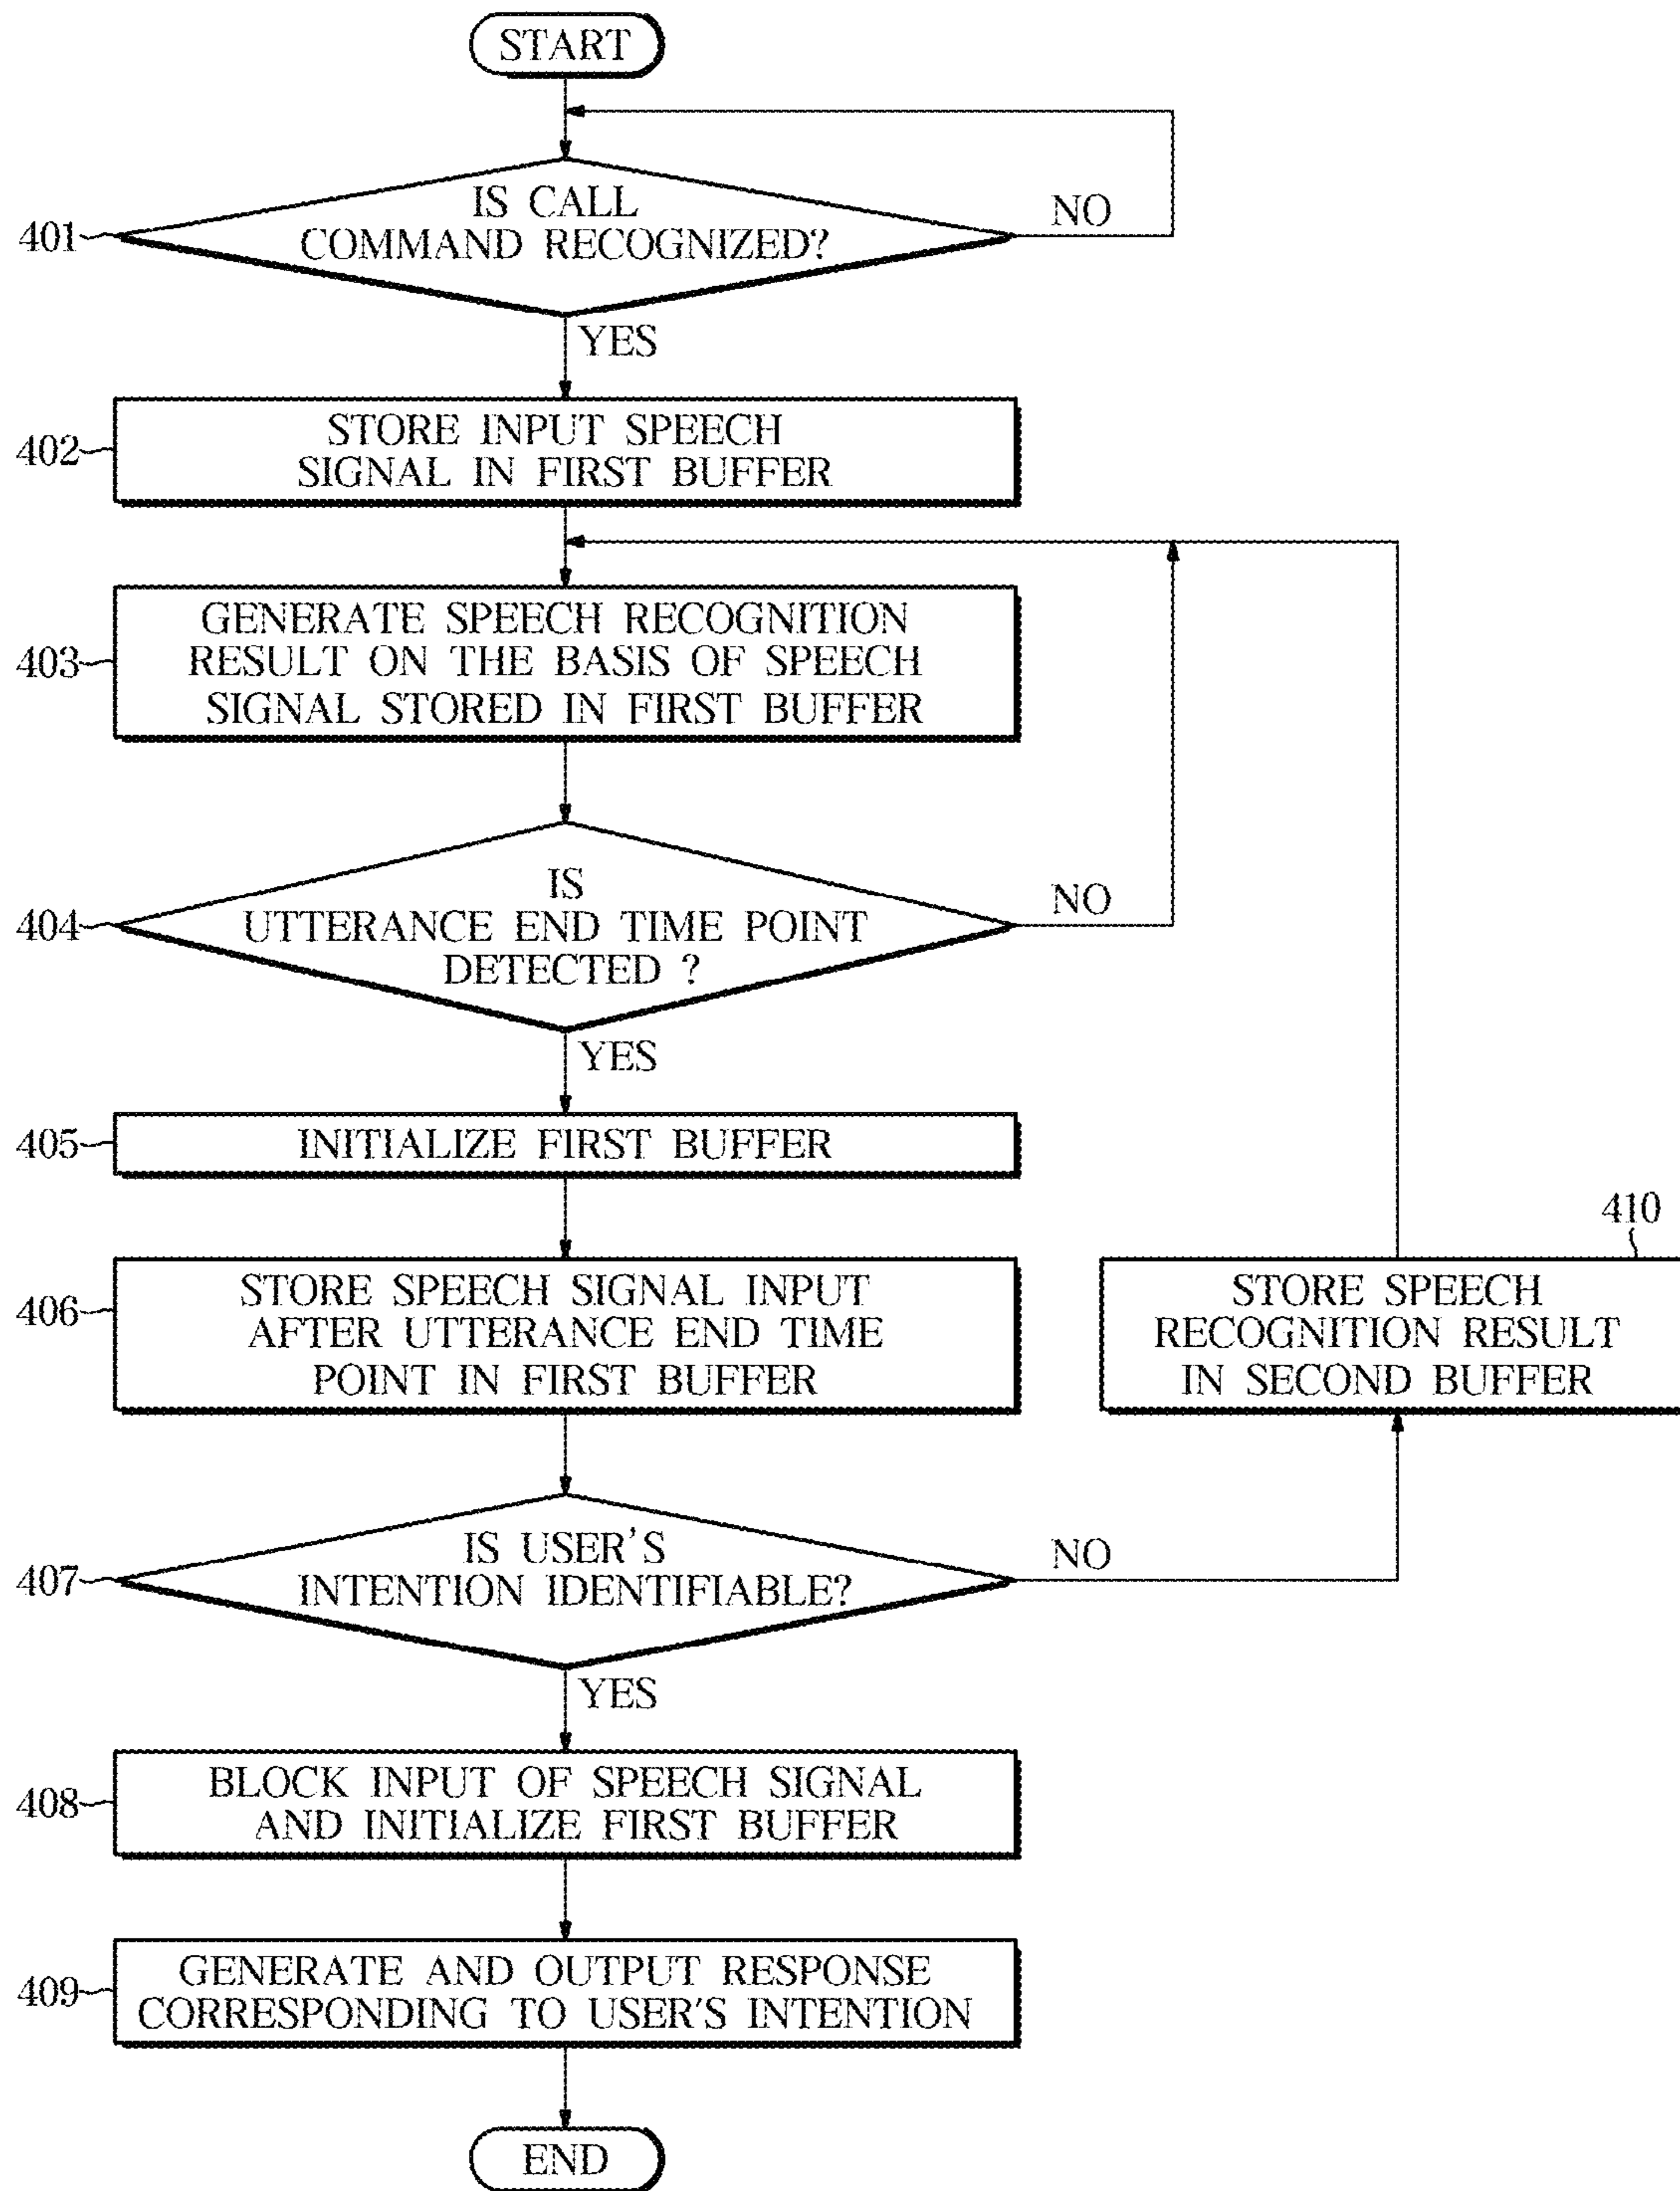 START
IS CALL
COMMAND RECOGNIZED?
NO
401
YES
STORE INPUT SPEECH
SIGNAL IN FIRST BUFFER
402
GENERATE SPEECH RECOGNITION
RESULT ON THE BASIS OF SPEECH
SIGNAL STORED IN FIRST BUFFER
403
IS
UTTERANCE END TIME POINT
DETECTED ?
NO
404
YES
INITIALIZE FIRST BUFFER
405
STORE SPEECH SIGNAL INPUT
AFTER UTTERANCE END TIME
POINT IN FIRST BUFFER
406
410
STORE SPEECH
RECOGNITION RESULT
IN SECOND BUFFER
IS USER'S
INTENTION IDENTIFIABLE?
NO
407
YES
BLOCK INPUT OF SPEECH SIGNAL
AND INITIALIZE FIRST BUFFER
408
GENERATE AND OUTPUT RESPONSE
CORRESPONDING TO USER'S INTENTION
409
END